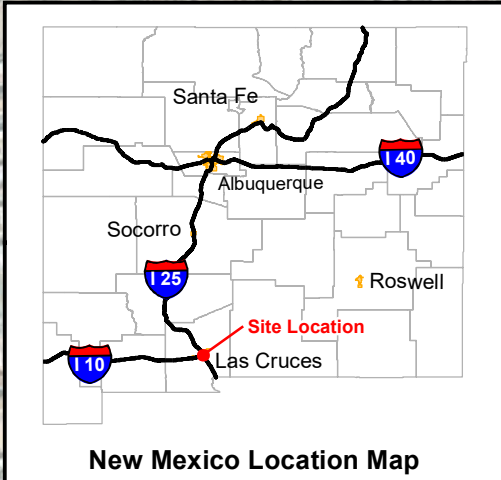 Santa Fe
I 40
Albuquerque
Socorro
I 25
Roswell
Site Location
I 10
Las Cruces
New Mexico Location Map